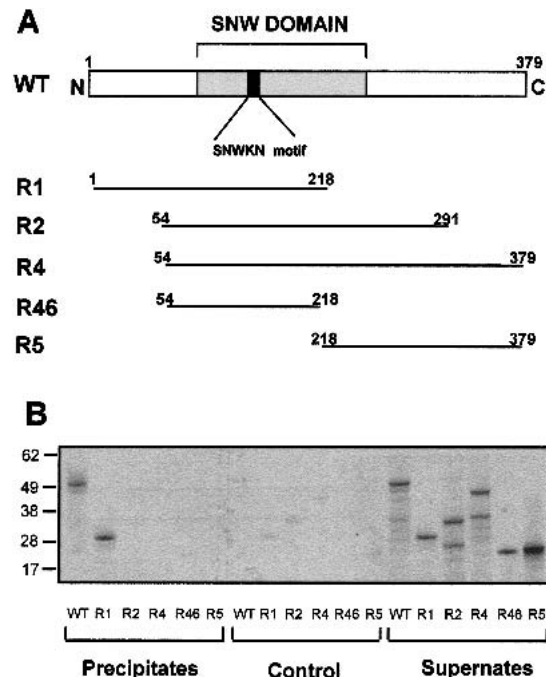 A
SNW DOMAIN
1 379
WT N C
SNWKN motif
R1 1 218
R2 54 291
R4 54 379
R46 54 218
R5 218 379
B
62
49
38
28
17
WT R1 R2 R4 R46 R5 WT R1 R2 R4 R46 R5 WT R1 R2 R4 R46 R5
Precipitates Control Supernates